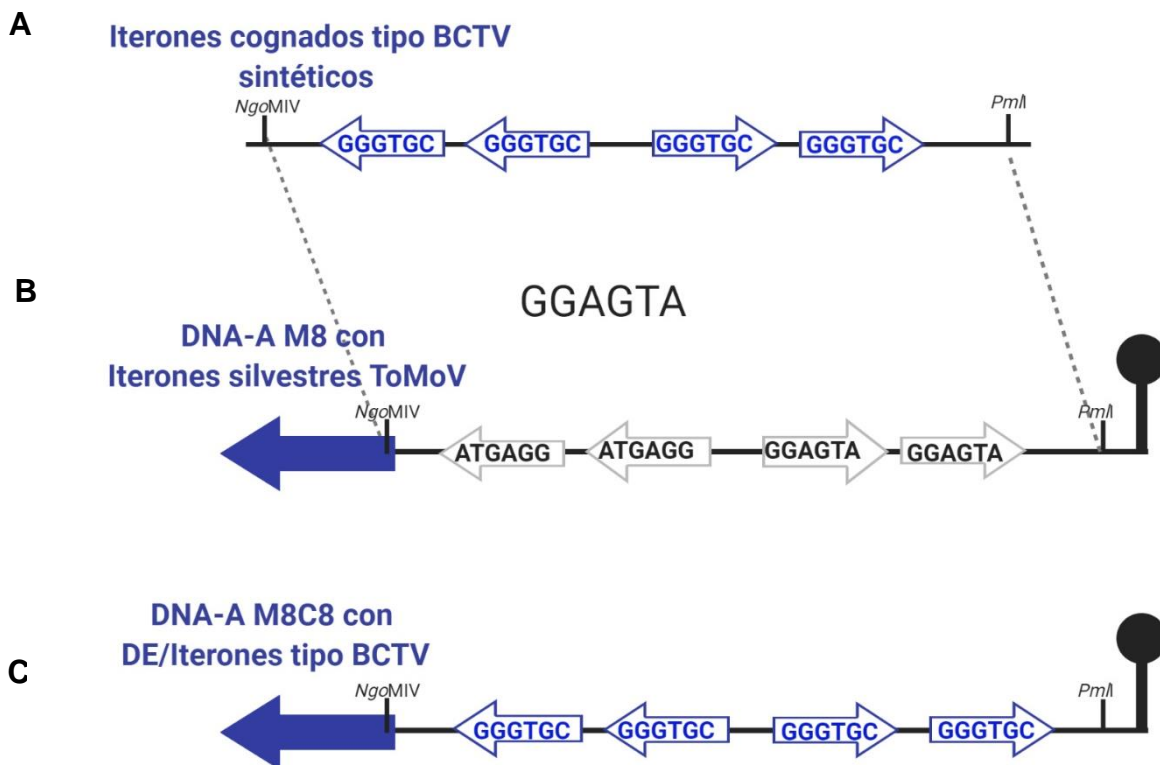 A
Iterones cognados tipo BCTV
sintéticos
NgoMIV
PmlI
GGGTGC GGGTGC GGGTGC GGGTGC
B
GGAGTA
DNA-A M8 con
Iterones silvestres ToMoV
NgoMIV
PmlI
ATGAGG ATGAGG GGAGTA GGAGTA
DNA-A M8C8 con
DE/Iterones tipo BCTV
C
NgoMIV
PmlI
GGGTGC GGGTGC GGGTGC GGGTGC